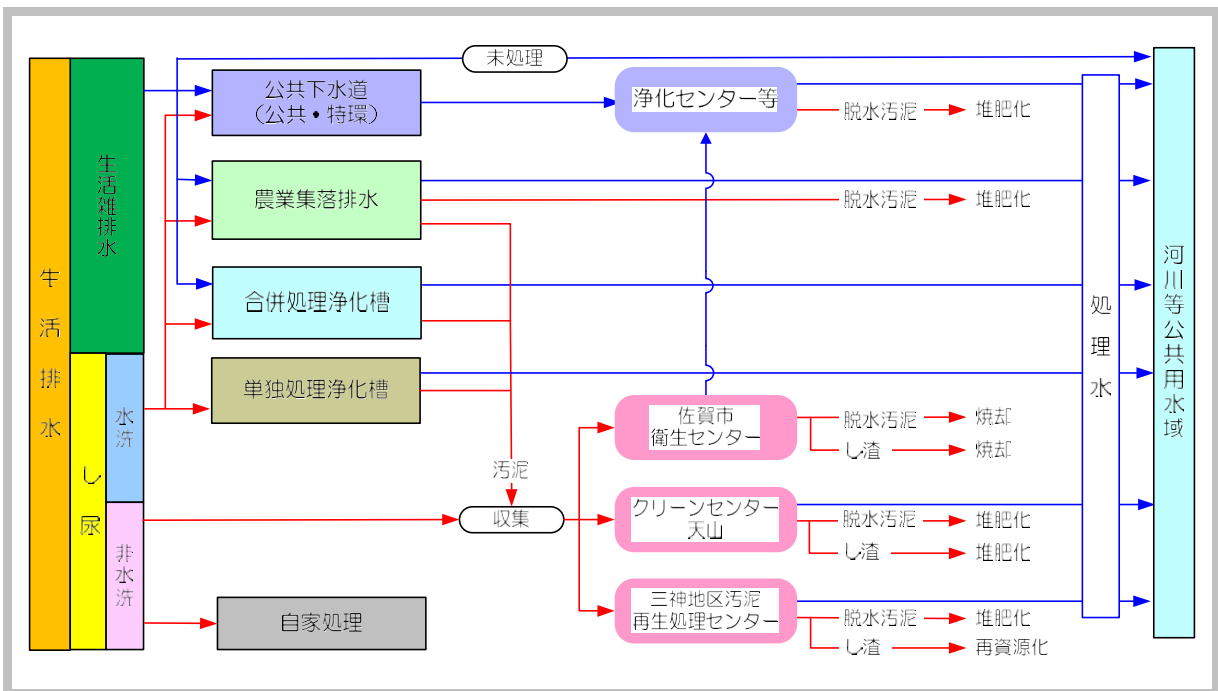 生活排水
生活雑排水
し尿
水洗
非水洗
未処理
公共下水道
（公共・特環）
農業集落排水
合併処理浄化槽
単独処理浄化槽
自家処理
汚泥
収集
浄化センター等
脱水汚泥
堆肥化
脱水汚泥
堆肥化
佐賀市
衛生センター
脱水汚泥
焼却
し渣
焼却
クリーンセンター
天山
脱水汚泥
堆肥化
し渣
堆肥化
三神地区汚泥
再生処理センター
脱水汚泥
堆肥化
し渣
再資源化
処理水
河川等公共用水域